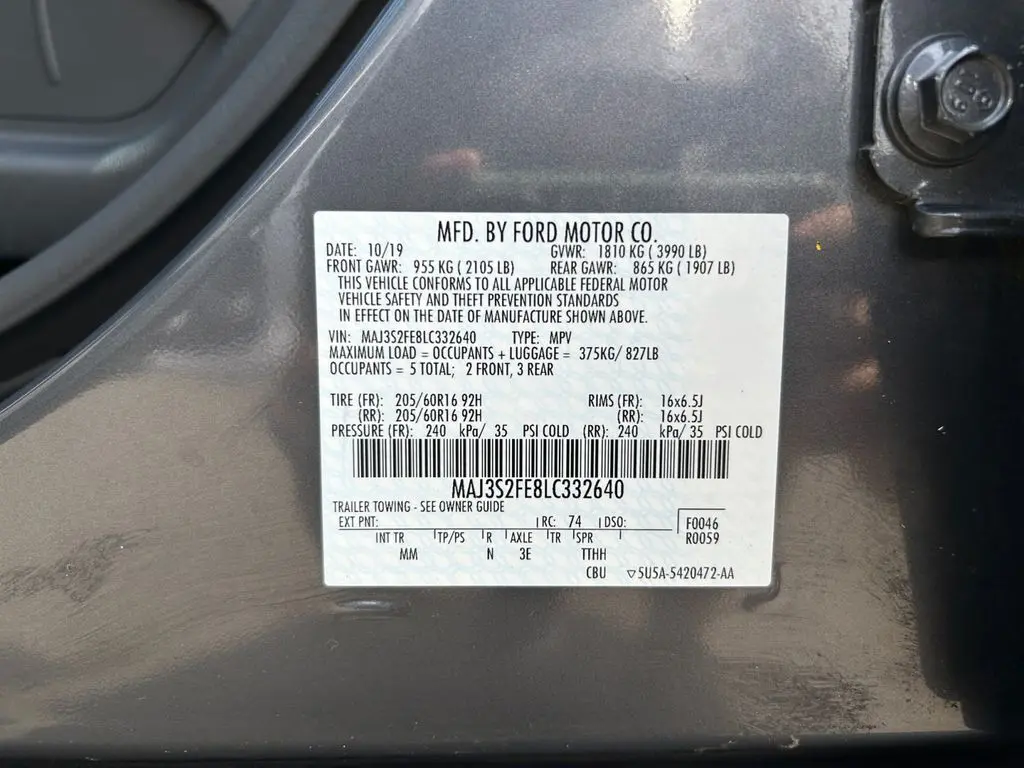 MFD. BY FORD MOTOR CO.
DATE: 10/19 GVWR: 1810 KG ( 3990 LB)
FRONT GAWR: 955 KG ( 2105 LB) REAR GAWR: 865 KG ( 1907 LB)
THIS VEHICLE CONFORMS TO ALL APPLICABLE FEDERAL MOTOR
VEHICLE SAFETY AND THEFT PREVENTION STANDARDS
IN EFFECT ON THE DATE OF MANUFACTURE SHOWN ABOVE.
VIN: MAJ3S2FE8LC332640 TYPE: MPV
MAXIMUM LOAD = OCCUPANTS + LUGGAGE = 375KG/ 827LB
OCCUPANTS = 5 TOTAL; 2 FRONT, 3 REAR
TIRE (FR): 205/60R16 92H RIMS (FR): 16x6.5J
(RR): 205/60R16 92H (RR): 16x6.5J
PRESSURE (FR): 240 kPa/ 35 PSI COLD (RR): 240 kPa/ 35 PSI COLD
MAJ3S2FE8LC332640
TRAILER TOWING - SEE OWNER GUIDE
EXT PNT: RC: 74 DSO: F0046
INT TR TP/PS R AXLE TR SPR R0059
MM N 3E TTHH
CBU ▽5U5A-5420472-AA